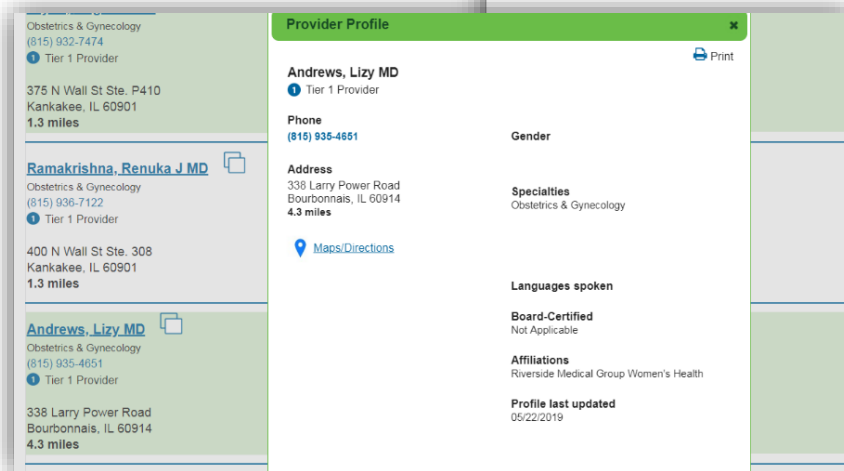 Obstetrics & Gynecology
(815) 932-7474
1 Tier 1 Provider
375 N Wall St Ste. P410
Kankakee, IL 60901
1.3 miles
Ramakrishna, Renuka J MD
Obstetrics & Gynecology
(815) 936-7122
1 Tier 1 Provider
400 N Wall St Ste. 308
Kankakee, IL 60901
1.3 miles
Andrews, Lizy MD
Obstetrics & Gynecology
(815) 935-4651
1 Tier 1 Provider
338 Larry Power Road
Bourbonnais, IL 60914
4.3 miles
Provider Profile
Print
Andrews, Lizy MD
1 Tier 1 Provider
Phone
(815) 935-4651
Address
338 Larry Power Road
Bourbonnais, IL 60914
4.3 miles
Maps/Directions
Gender
Specialties
Obstetrics & Gynecology
Languages spoken
Board-Certified
Not Applicable
Affiliations
Riverside Medical Group Women's Health
Profile last updated
05/22/2019